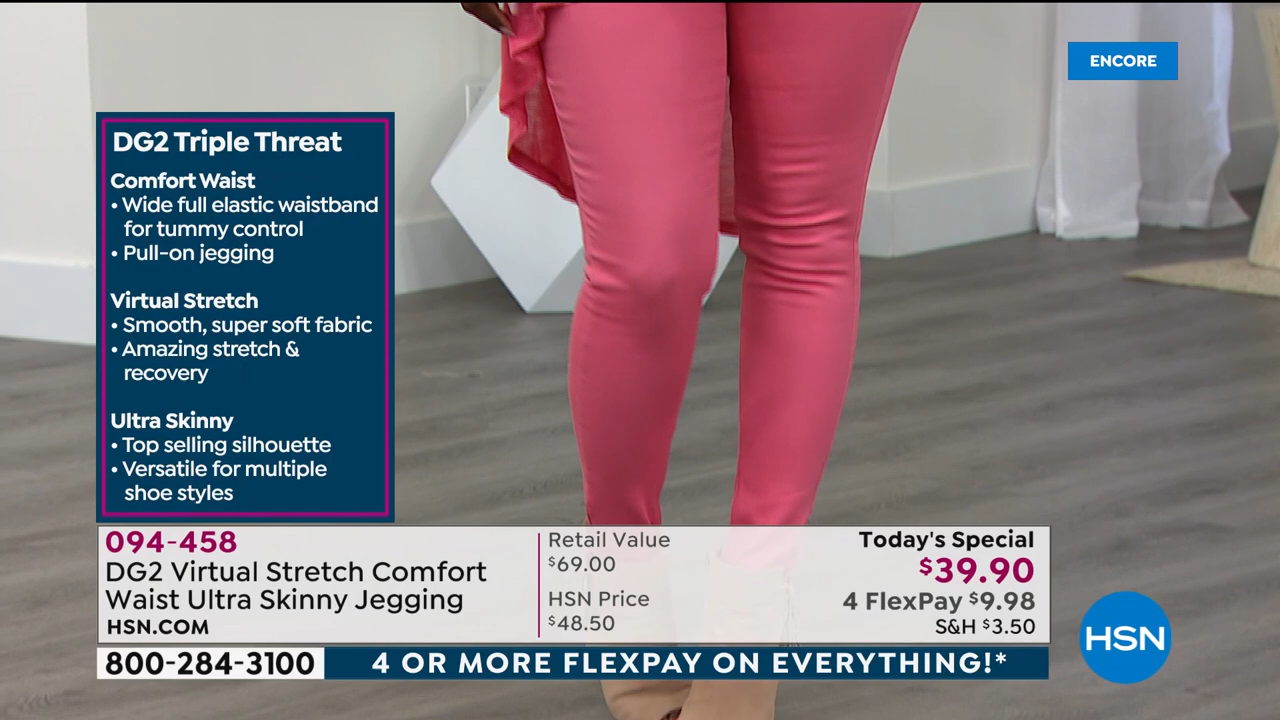 ENCORE
DG2 Triple Threat
Comfort Waist
• Wide full elastic waistband
for tummy control
• Pull-on jegging
Virtual Stretch
• Smooth, super soft fabric
• Amazing stretch &
recovery
Ultra Skinny
• Top selling silhouette
• Versatile for multiple
shoe styles
094-458
DG2 Virtual Stretch Comfort
Waist Ultra Skinny Jegging
HSN.COM
Retail Value
$69.00
HSN Price
$48.50
Today's Special
$39.90
4 FlexPay $9.98
S&H $3.50
HSN
800-284-3100
4 OR MORE FLEXPAY ON EVERYTHING!*